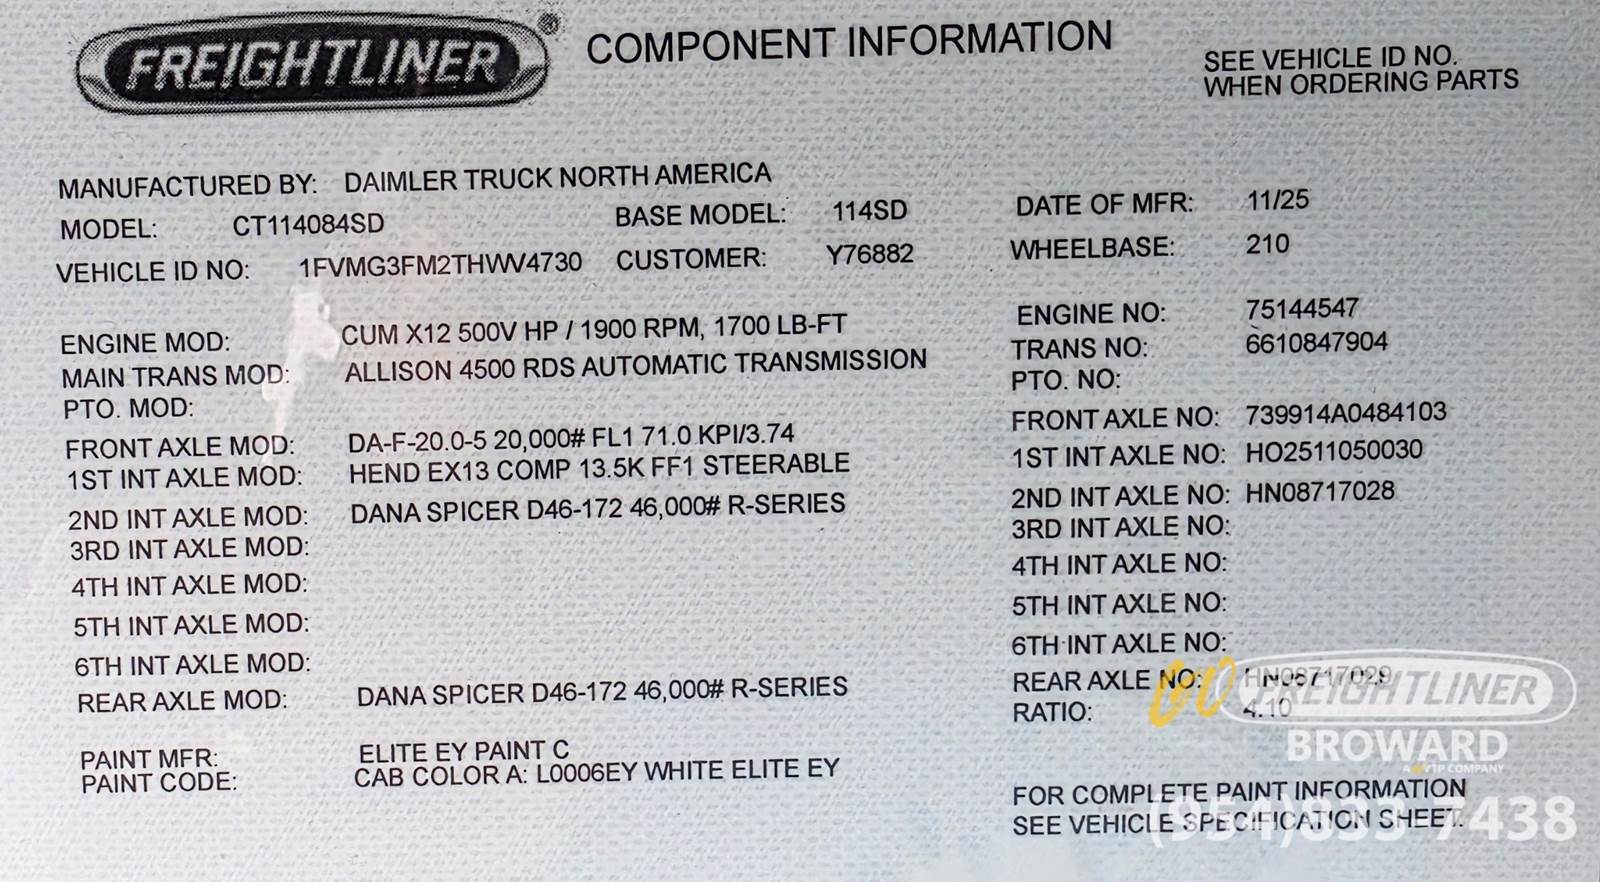 FREIGHTLINER®
COMPONENT INFORMATION
SEE VEHICLE ID NO.
WHEN ORDERING PARTS
MANUFACTURED BY: DAIMLER TRUCK NORTH AMERICA
MODEL: CT114084SD BASE MODEL: 114SD DATE OF MFR: 11/25
VEHICLE ID NO: 1FVMG3FM2THWV4730 CUSTOMER: Y76882 WHEELBASE: 210
ENGINE MOD: CUM X12 500V HP / 1900 RPM, 1700 LB-FT ENGINE NO: 75144547
MAIN TRANS MOD: ALLISON 4500 RDS AUTOMATIC TRANSMISSION TRANS NO: 6610847904
PTO. MOD: PTO. NO:
FRONT AXLE MOD: DA-F-20.0-5 20,000# FL1 71.0 KPI/3.74 FRONT AXLE NO: 739914A0484103
1ST INT AXLE MOD: HEND EX13 COMP 13.5K FF1 STEERABLE 1ST INT AXLE NO: HO2511050030
2ND INT AXLE MOD: DANA SPICER D46-172 46,000# R-SERIES 2ND INT AXLE NO: HN08717028
3RD INT AXLE MOD: 3RD INT AXLE NO:
4TH INT AXLE MOD: 4TH INT AXLE NO:
5TH INT AXLE MOD: 5TH INT AXLE NO:
6TH INT AXLE MOD: 6TH INT AXLE NO:
REAR AXLE MOD: DANA SPICER D46-172 46,000# R-SERIES REAR AXLE NO: HN08717029
RATIO: 4.10
FREIGHTLINER
BROWARD
PAINT MFR: ELITE EY PAINT C
PAINT CODE: CAB COLOR A: L0006EY WHITE ELITE EY
FOR COMPLETE PAINT INFORMATION
SEE VEHICLE SPECIFICATION SHEET.
(954)833-7438